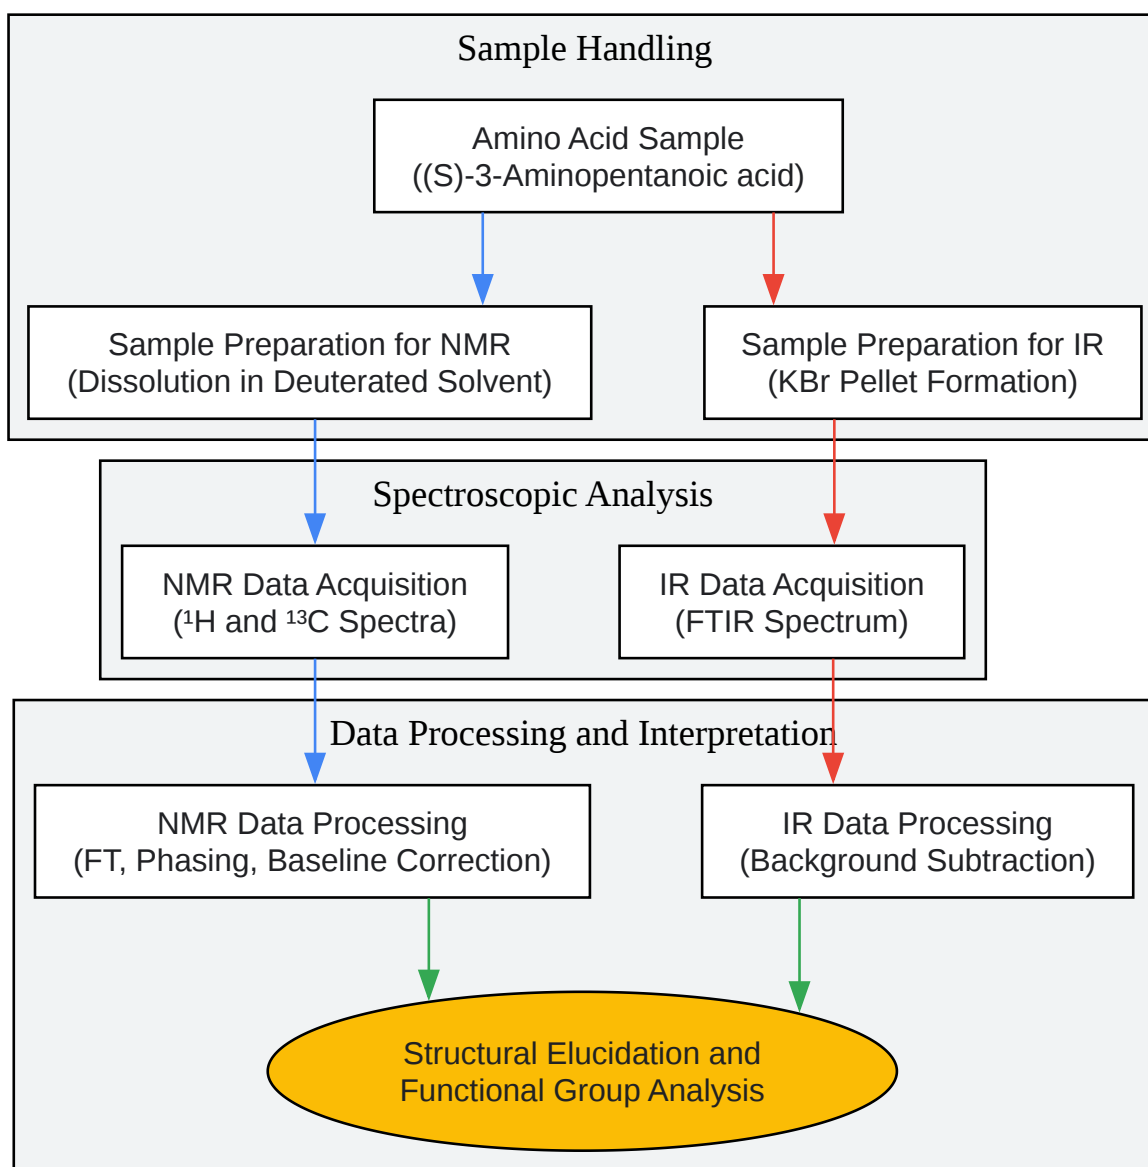 Sample Handling
Amino Acid Sample
((S)-3-Aminopentanoic acid)
Sample Preparation for NMR
(Dissolution in Deuterated Solvent)
Sample Preparation for IR
(KBr Pellet Formation)
Spectroscopic Analysis
NMR Data Acquisition
(¹H and ¹³C Spectra)
IR Data Acquisition
(FTIR Spectrum)
Data Processing and Interpretation
NMR Data Processing
(FT, Phasing, Baseline Correction)
IR Data Processing
(Background Subtraction)
Structural Elucidation and
Functional Group Analysis